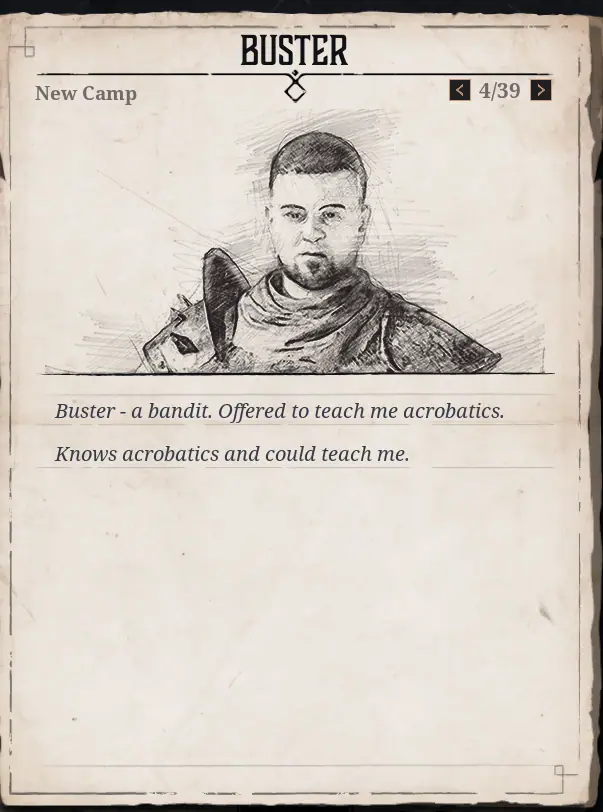 BUSTER
New Camp
4/39
Buster - a bandit. Offered to teach me acrobatics.
Knows acrobatics and could teach me.